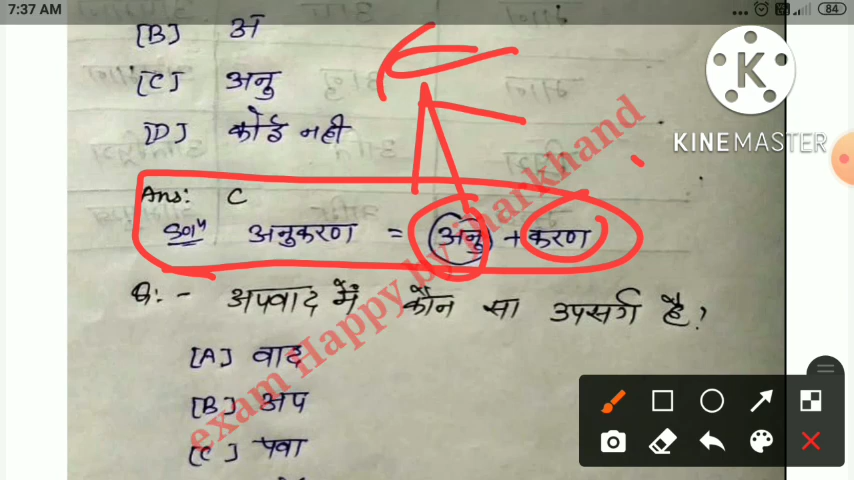 7:37 AM
84
[B] अ
[C] अनु
[D] कोई नही
Ans: C
Solⁿ अनुकरण = अनु + करण
Q:- अपवाद में कौन सा उपसर्ग है?
[A] वाद
[B] अप
[C] पवा
exam Happy by Jharkhand
K
KINEMASTER